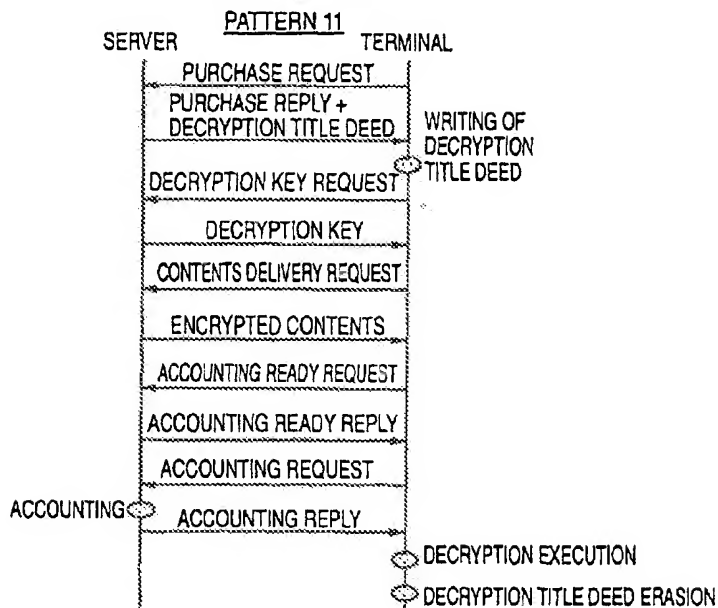 PATTERN 11
SERVER
TERMINAL
PURCHASE REQUEST
PURCHASE REPLY +
DECRYPTION TITLE DEED
WRITING OF
DECRYPTION
TITLE DEED
DECRYPTION KEY REQUEST
DECRYPTION KEY
CONTENTS DELIVERY REQUEST
ENCRYPTED CONTENTS
ACCOUNTING READY REQUEST
ACCOUNTING READY REPLY
ACCOUNTING REQUEST
ACCOUNTING
ACCOUNTING REPLY
DECRYPTION EXECUTION
DECRYPTION TITLE DEED ERASION